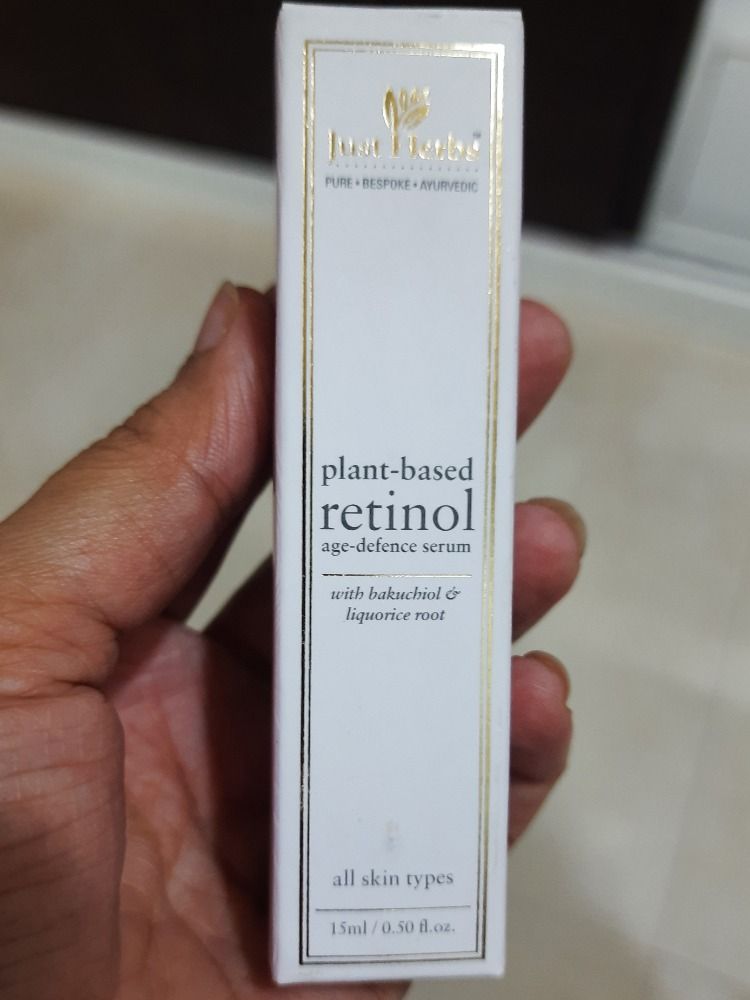 Just Herbs™
PURE • BESPOKE • AYURVEDIC
plant-based
retinol
age-defence serum
with bakuchiol &
liquorice root
all skin types
15ml / 0.50 fl.oz.